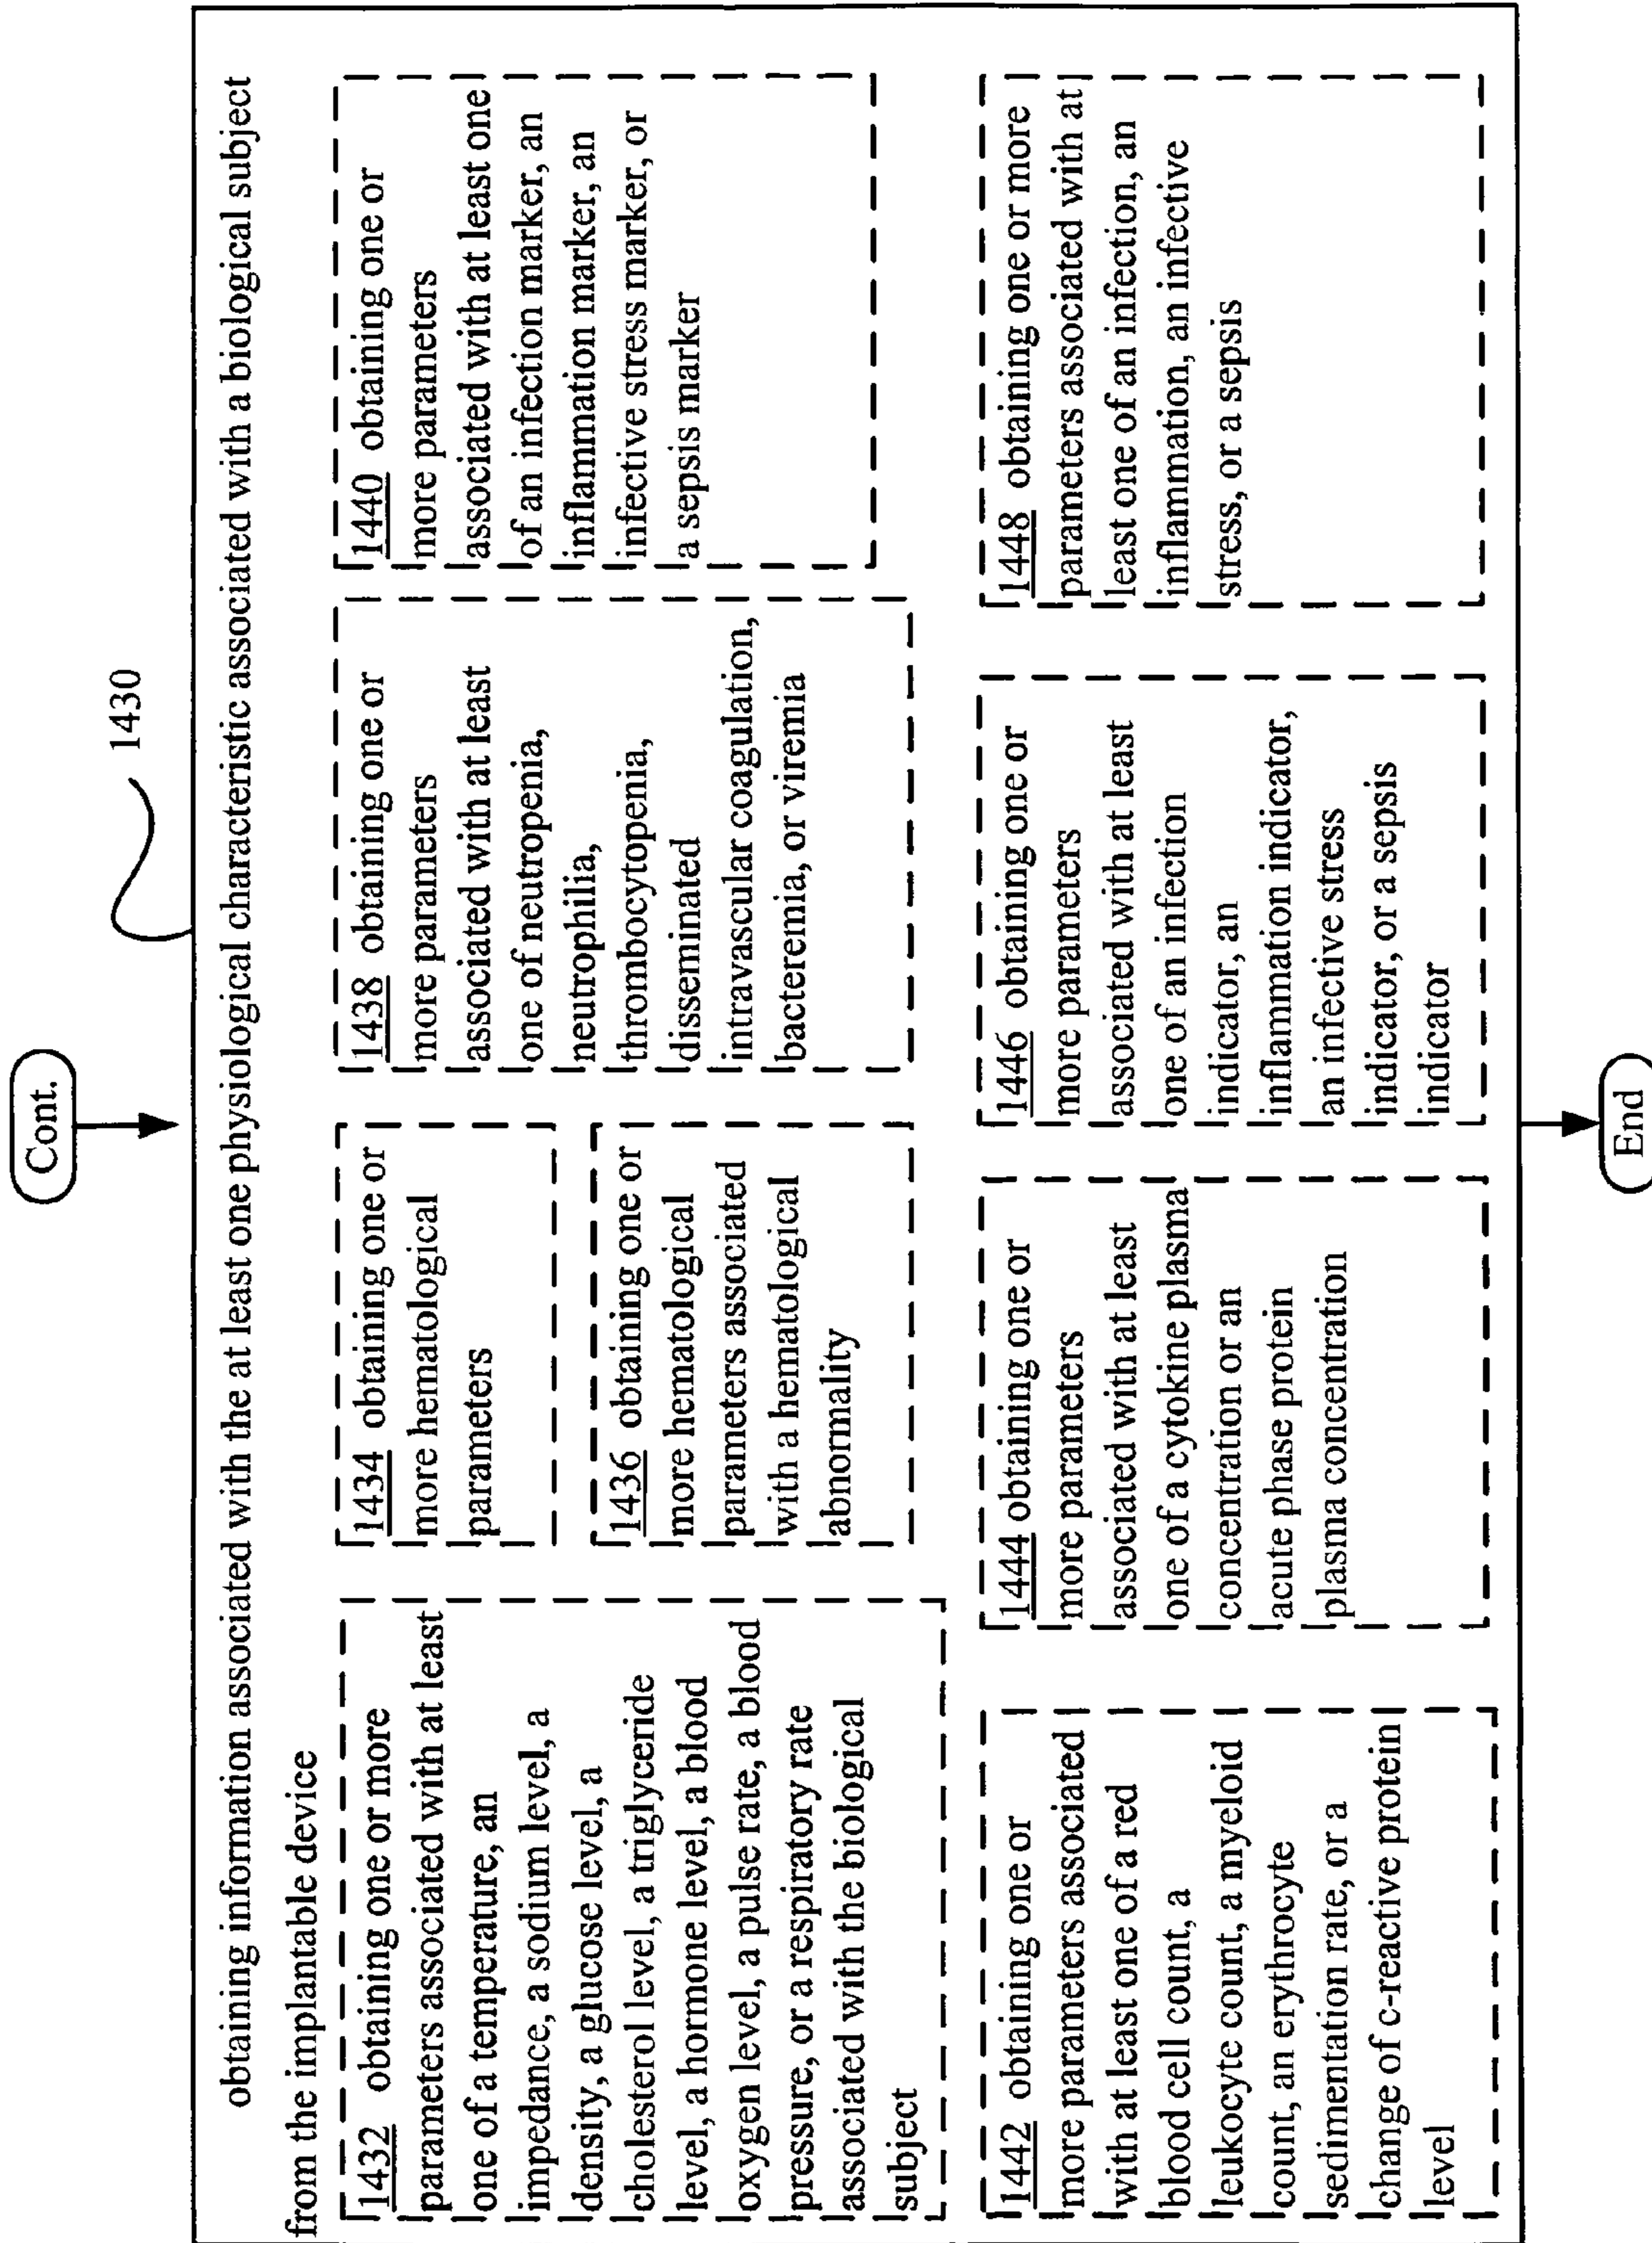 Cont.
1430
obtaining information associated with the at least one physiological characteristic associated with a biological subject
from the implantable device
1432 obtaining one or more
parameters associated with at least
one of a temperature, an
impedance, a sodium level, a
density, a glucose level, a
cholesterol level, a triglyceride
level, a hormone level, a blood
oxygen level, a pulse rate, a blood
pressure, or a respiratory rate
associated with the biological
subject
1434 obtaining one or
more hematological
parameters
1436 obtaining one or
more hematological
parameters associated
with a hematological
abnormality
1438 obtaining one or
more parameters
associated with at least
one of neutropenia,
neutrophilia,
thrombocytopenia,
disseminated
intravascular coagulation,
bacteremia, or viremia
1440 obtaining one or
more parameters
associated with at least one
of an infection marker, an
inflammation marker, an
infective stress marker, or
a sepsis marker
1442 obtaining one or
more parameters associated
with at least one of a red
blood cell count, a
leukocyte count, a myeloid
count, an erythrocyte
sedimentation rate, or a
change of c-reactive protein
level
1444 obtaining one or
more parameters
associated with at least
one of a cytokine plasma
concentration or an
acute phase protein
plasma concentration
1446 obtaining one or
more parameters
associated with at least
one of an infection
indicator, an
inflammation indicator,
an infective stress
indicator, or a sepsis
indicator
1448 obtaining one or more
parameters associated with at
least one of an infection, an
inflammation, an infective
stress, or a sepsis
End